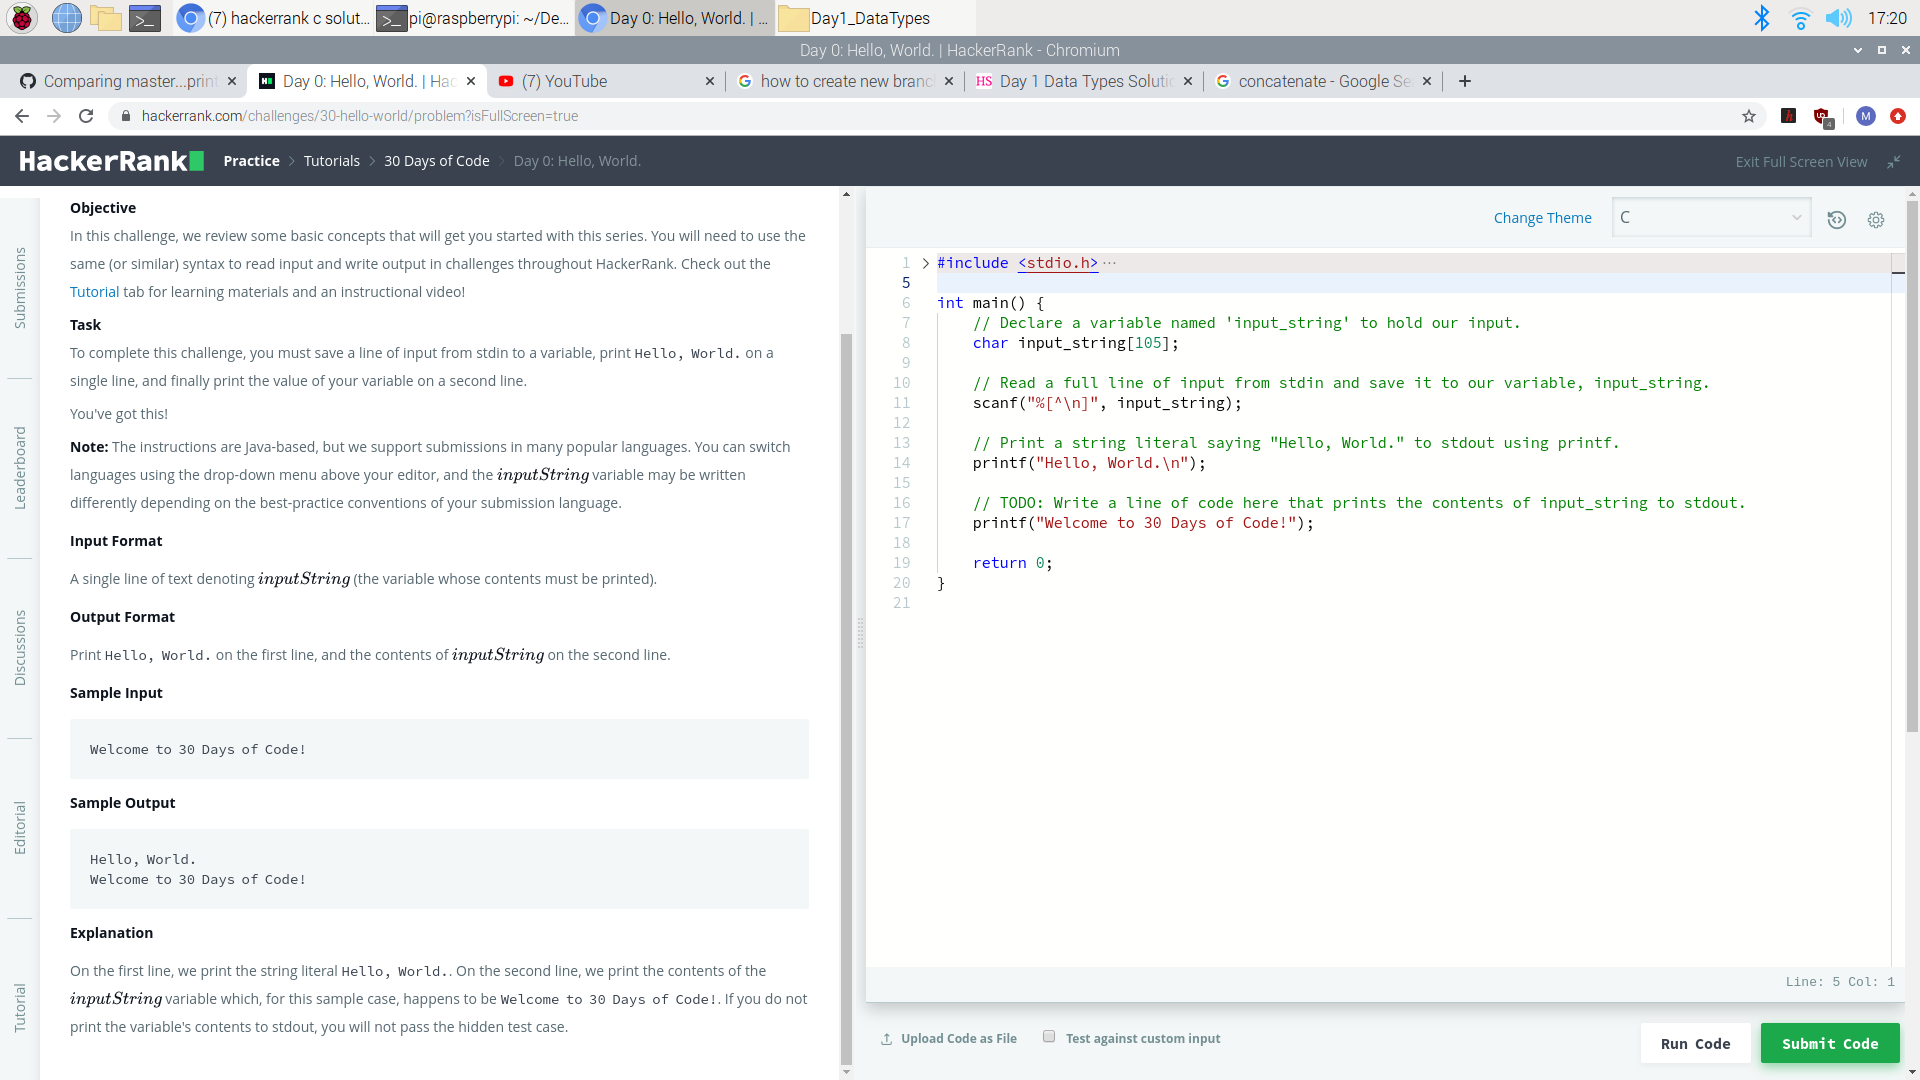 (7) hackerrank c solut...
pi@raspberrypi: ~/De...
Day 0: Hello, World. | ...
Day1_DataTypes
17:20
Day 0: Hello, World. | HackerRank - Chromium
Comparing master...prin
Day 0: Hello, World. | Hac
(7) YouTube
how to create new branc
HS Day 1 Data Types Soluti
concatenate - Google Se
hackerrank.com/challenges/30-hello-world/problem?isFullScreen=true
4
M
HackerRank
Practice > Tutorials > 30 Days of Code > Day 0: Hello, World.
Exit Full Screen View
Submissions
Leaderboard
Discussions
Editorial
Tutorial
Objective
In this challenge, we review some basic concepts that will get you started with this series. You will need to use the
same (or similar) syntax to read input and write output in challenges throughout HackerRank. Check out the
Tutorial tab for learning materials and an instructional video!
Task
To complete this challenge, you must save a line of input from stdin to a variable, print Hello, World. on a
single line, and finally print the value of your variable on a second line.
You've got this!
Note: The instructions are Java-based, but we support submissions in many popular languages. You can switch
languages using the drop-down menu above your editor, and the inputString variable may be written
differently depending on the best-practice conventions of your submission language.
Input Format
A single line of text denoting inputString (the variable whose contents must be printed).
Output Format
Print Hello, World. on the first line, and the contents of inputString on the second line.
Sample Input
Welcome to 30 Days of Code!
Sample Output
Hello, World.
Welcome to 30 Days of Code!
Explanation
On the first line, we print the string literal Hello, World.. On the second line, we print the contents of the
inputString variable which, for this sample case, happens to be Welcome to 30 Days of Code!. If you do not
print the variable's contents to stdout, you will not pass the hidden test case.
Change Theme
C
1 > #include <stdio.h> ···
5
6 int main() {
7 // Declare a variable named 'input_string' to hold our input.
8 char input_string[105];
9
10 // Read a full line of input from stdin and save it to our variable, input_string.
11 scanf("%[^\n]", input_string);
12
13 // Print a string literal saying "Hello, World." to stdout using printf.
14 printf("Hello, World.\n");
15
16 // TODO: Write a line of code here that prints the contents of input_string to stdout.
17 printf("Welcome to 30 Days of Code!");
18
19 return 0;
20 }
21
Line: 5 Col: 1
Upload Code as File
Test against custom input
Run Code
Submit Code